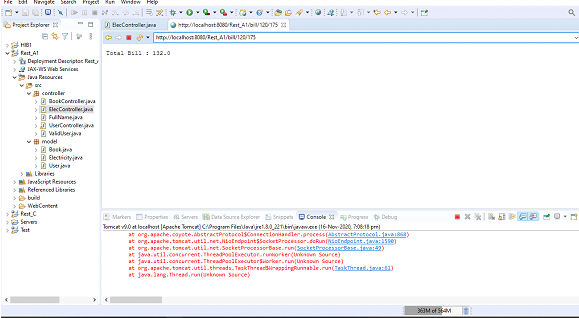 File Edit Navigate Search Project Run Window Help
Project Explorer
ElecController.java
http://localhost:8080/Rest_A1/bill/120/175
http://localhost:8080/Rest_A1/bill/120/175
Total Bill : 132.0
HIB1
Rest_A1
Deployment Descriptor: Rest_
JAX-WS Web Services
Java Resources
src
controller
BookController.java
ElecController.java
FullName.java
UserController.java
ValidUser.java
model
Book.java
Electricity.java
User.java
Libraries
JavaScript Resources
Referenced Libraries
build
WebContent
Rest_C
Servers
Test
Markers Properties Servers Data Source Explorer Snippets Console Progress Debug
Tomcat v9.0 Server at localhost [Apache Tomcat] C:\Program Files\Java\jre1.8.0_221\bin\javaw.exe (16-Nov-2020, 7:08:18 pm)
at org.apache.coyote.AbstractProtocol$ConnectionHandler.process(AbstractProtocol.java:868)
at org.apache.tomcat.util.net.NioEndpoint$SocketProcessor.doRun(NioEndpoint.java:1590)
at org.apache.tomcat.util.net.SocketProcessorBase.run(SocketProcessorBase.java:49)
at java.util.concurrent.ThreadPoolExecutor.runWorker(Unknown Source)
at java.util.concurrent.ThreadPoolExecutor$Worker.run(Unknown Source)
at org.apache.tomcat.util.threads.TaskThread$WrappingRunnable.run(TaskThread.java:61)
at java.lang.Thread.run(Unknown Source)
363M of 564M